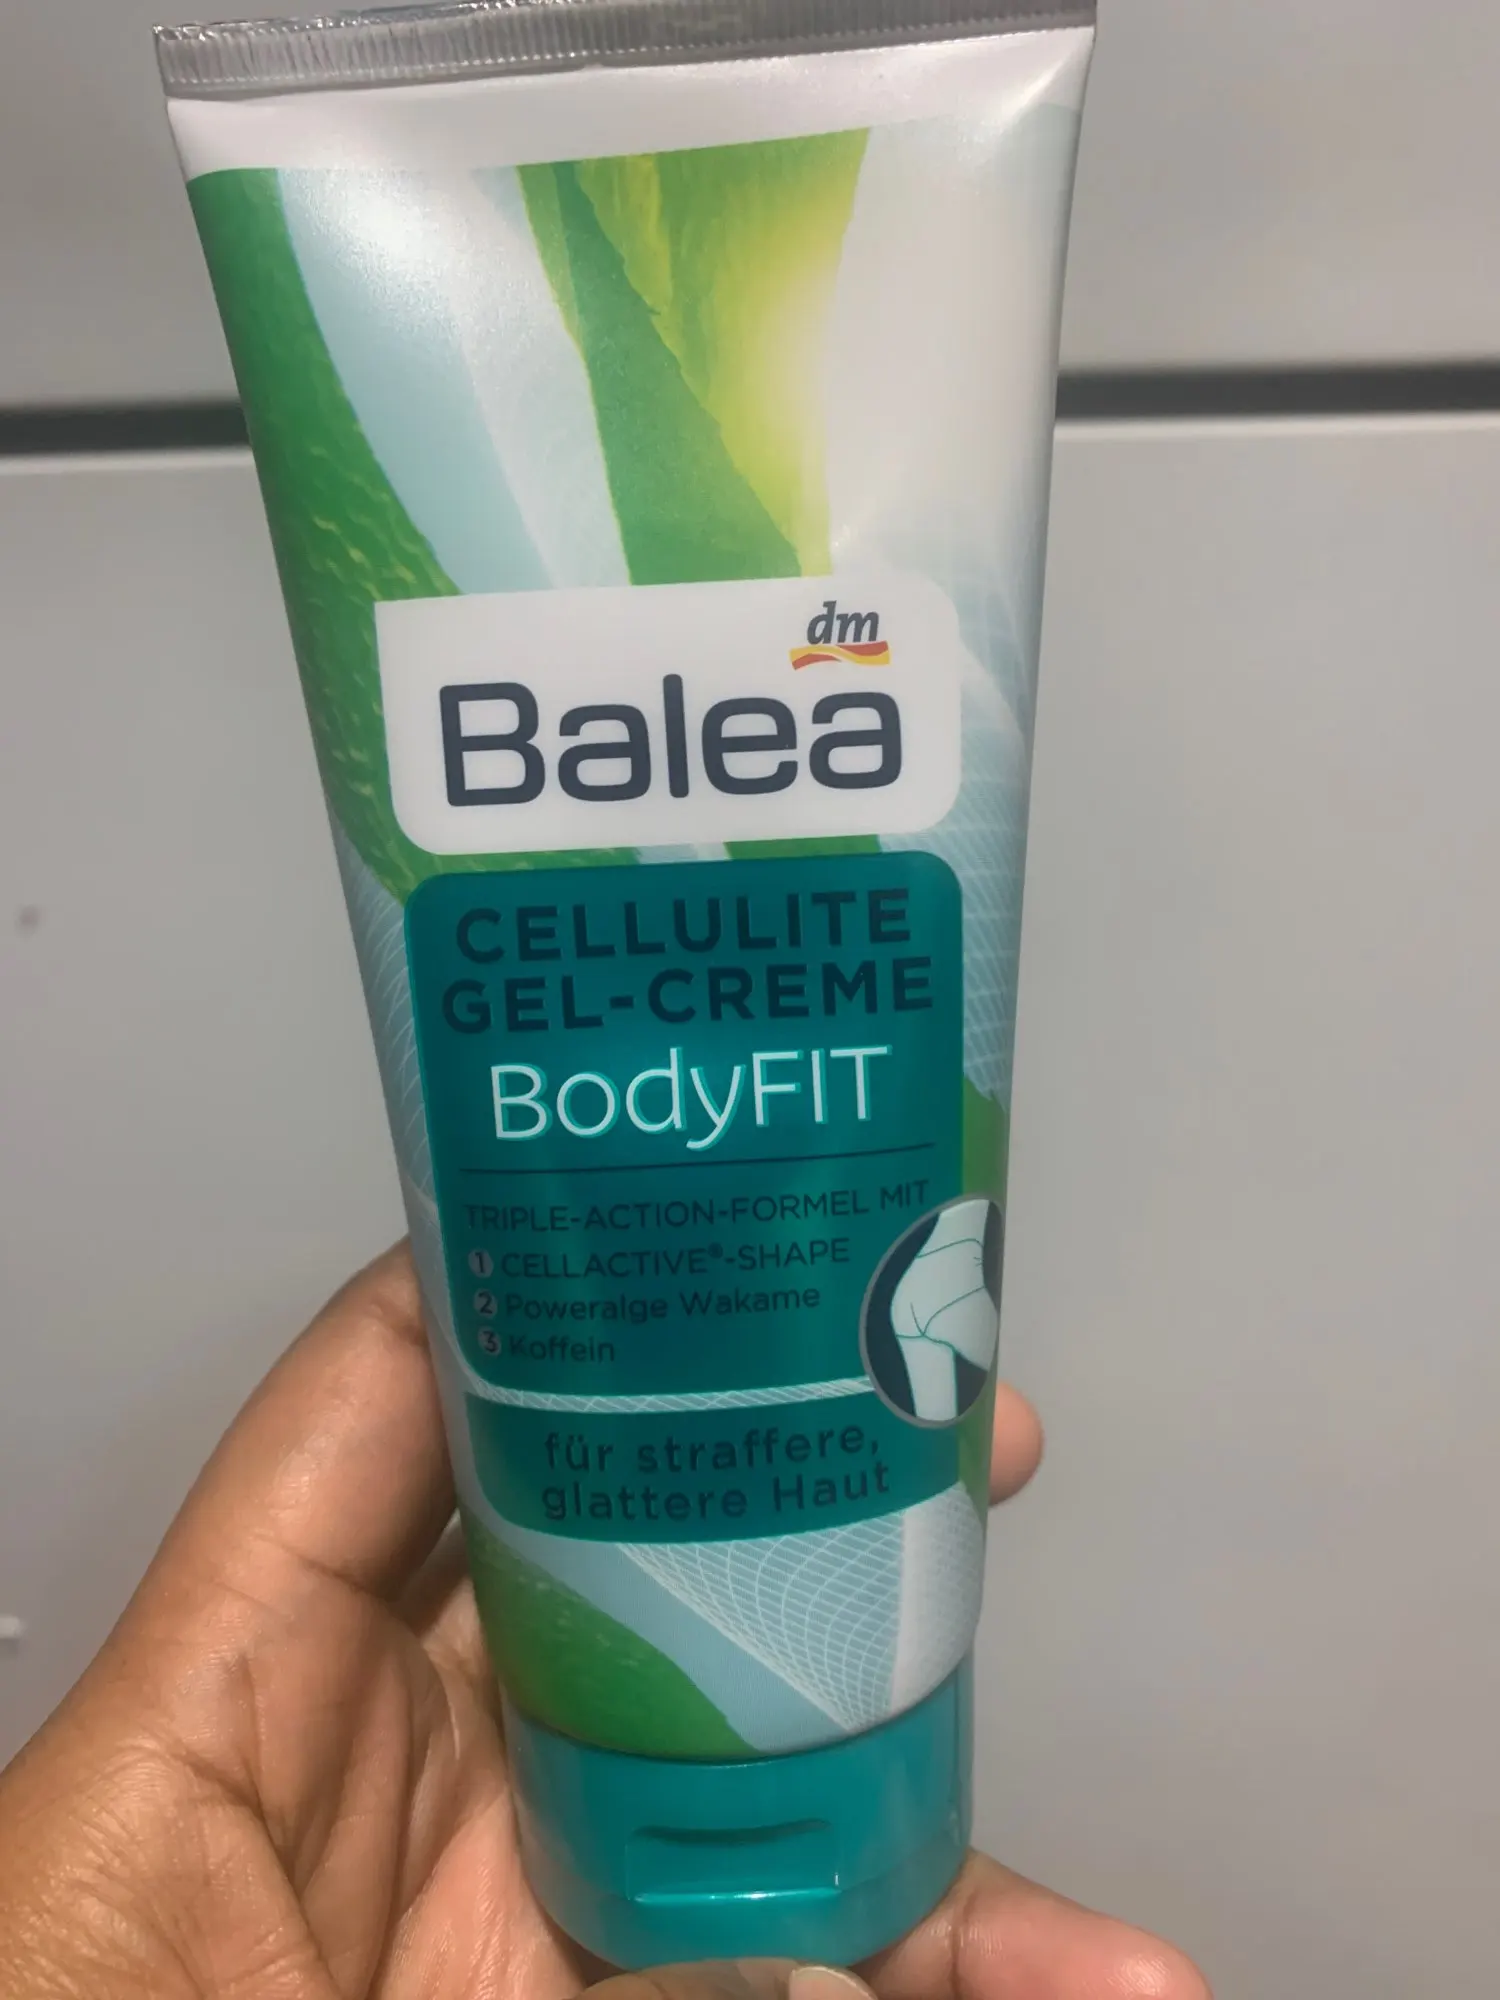 dm
Balea
CELLULITE
GEL-CREME
BodyFIT
TRIPLE-ACTION-FORMEL MIT
1 CELLACTIVE®-SHAPE
2 Poweralge Wakame
3 Koffein
für straffere,
glattere Haut